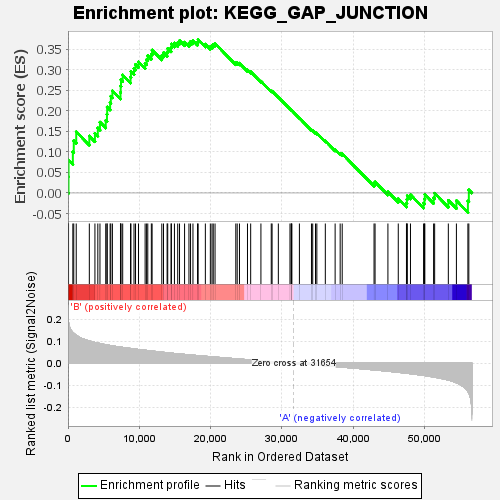 Enrichment plot: KEGG_GAP_JUNCTION
Enrichment score (ES)
0.35
0.30
0.25
0.20
0.15
0.10
0.05
0.00
-0.05
'B' (positively correlated)
Ranked list metric (Signal2Noise)
0.2
0.1
0.0
-0.1
-0.2
Zero cross at 31654
'A' (negatively correlated)
0
10,000
20,000
30,000
40,000
50,000
Rank in Ordered Dataset
Enrichment profile
Hits
Ranking metric scores